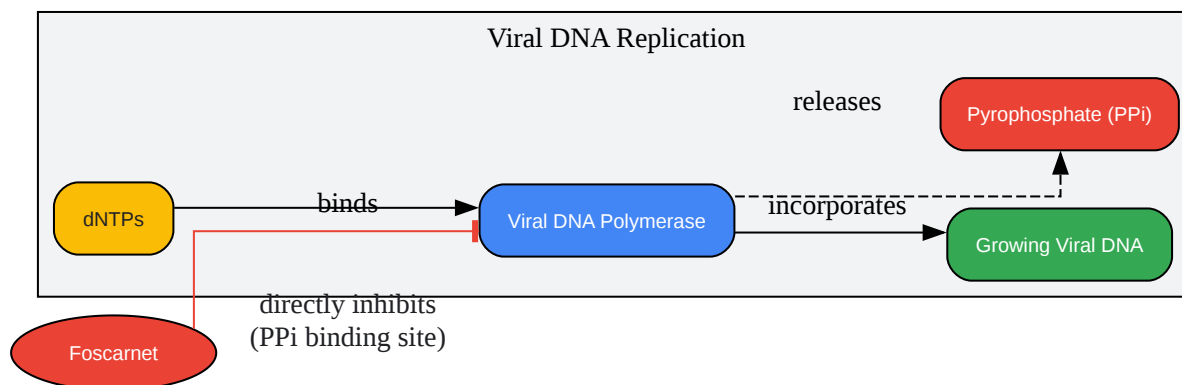 Viral DNA Replication
releases
Pyrophosphate (PPi)
dNTPs
binds
Viral DNA Polymerase
incorporates
Growing Viral DNA
directly inhibits
(PPi binding site)
Foscarnet